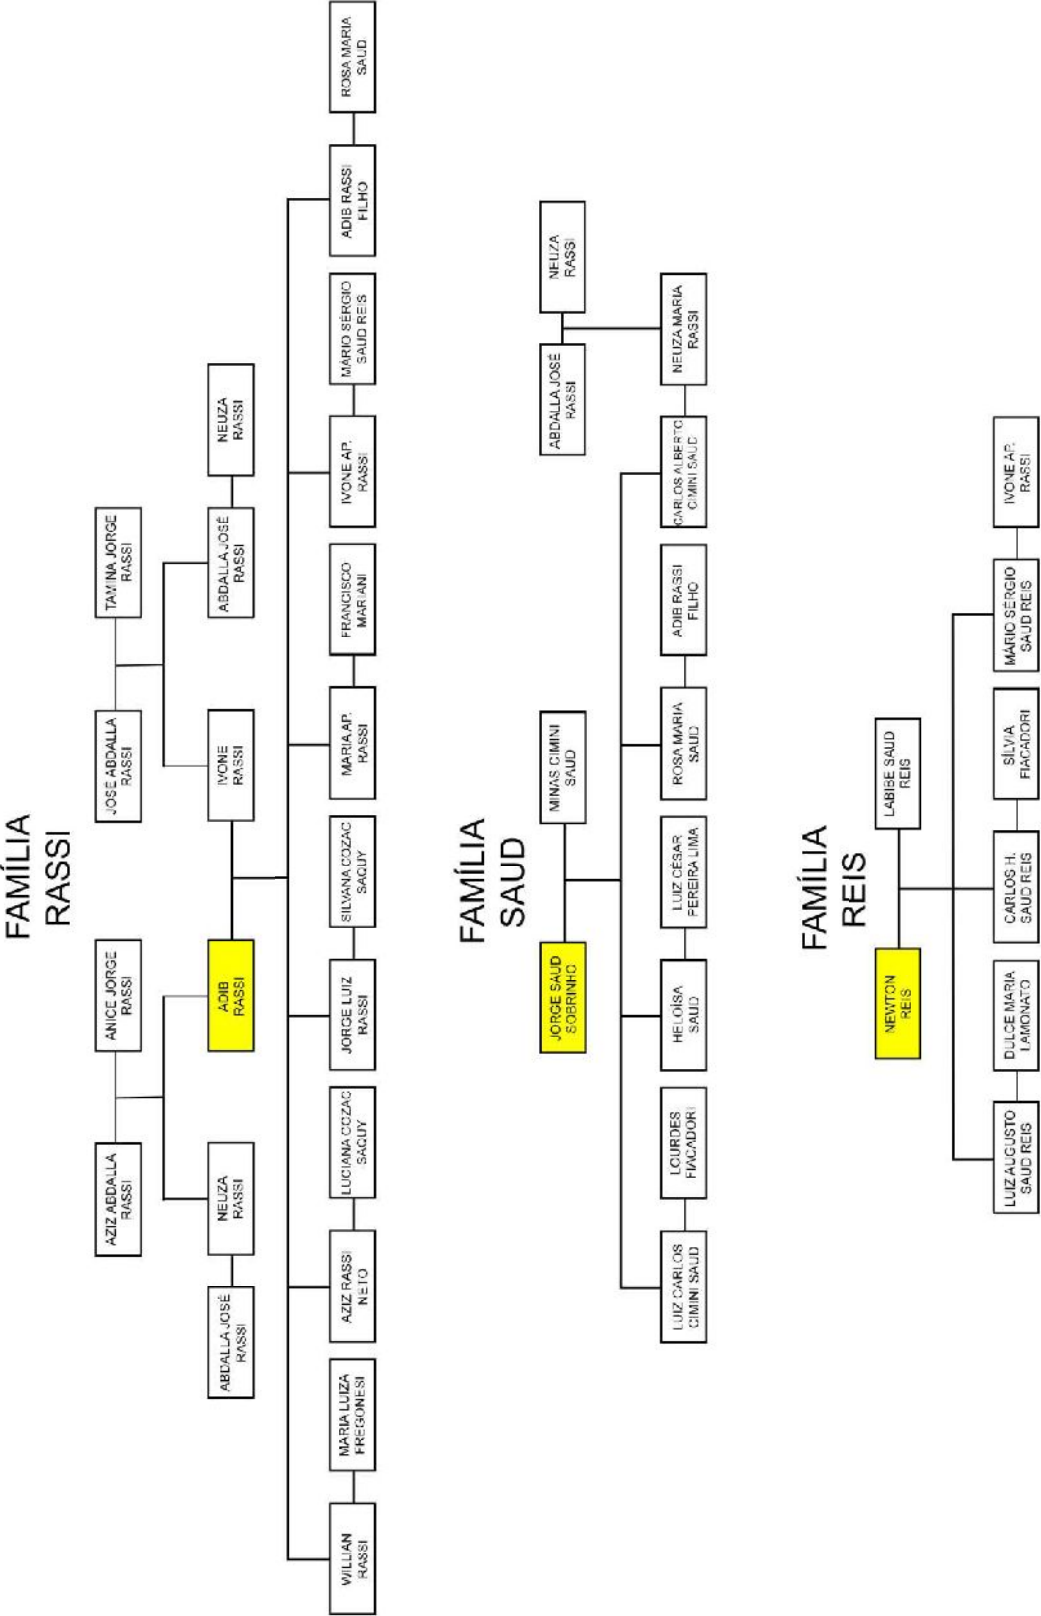 FAMÍLIA
RASSI
AZIZ ABDALLA
RASSI
ANICE JORGE
RASSI
JOSÉ ABDALLA
RASSI
TAMINA JORGE
RASSI
ABDALLA JOSÉ
RASSI
NEUZA
RASSI
ADIB
RASSI
IVONE
RASSI
ABDALLA JOSÉ
RASSI
NEUZA
RASSI
WILLIAN
RASSI
MARIA LUIZA
FREGONESI
AZIZ RASSI
NETO
LUCIANA COZAC
SAQUY
JORGE LUIZ
RASSI
SILVANA COZAC
SAQUY
MARIA AP.
RASSI
FRANCISCO
MARIANI
IVONE AP.
RASSI
MÁRIO SÉRGIO
SAUD REIS
ADIB RASSI
FILHO
ROSA MARIA
SAUD
FAMÍLIA
SAUD
JORGE SAUD
SOBRINHO
MINAS CIMINI
SAUD
ABDALLA JOSÉ
RASSI
NEUZA
RASSI
LUIZ CARLOS
CIMINI SAUD
LOURDES
FIACADORI
HELOÍSA
SAUD
LUIZ CÉSAR
PEREIRA LIMA
ROSA MARIA
SAUD
ADIB RASSI
FILHO
CARLOS ALBERTO
CIMINI SAUD
NEUZA MARIA
RASSI
FAMÍLIA
REIS
NEWTON
REIS
LABIBE SAUD
REIS
LUIZ AUGUSTO
SAUD REIS
DULCE MARIA
LAMONATO
CARLOS H.
SAUD REIS
SÍLVIA
FIACADORI
MÁRIO SÉRGIO
SAUD REIS
IVONE AP.
RASSI